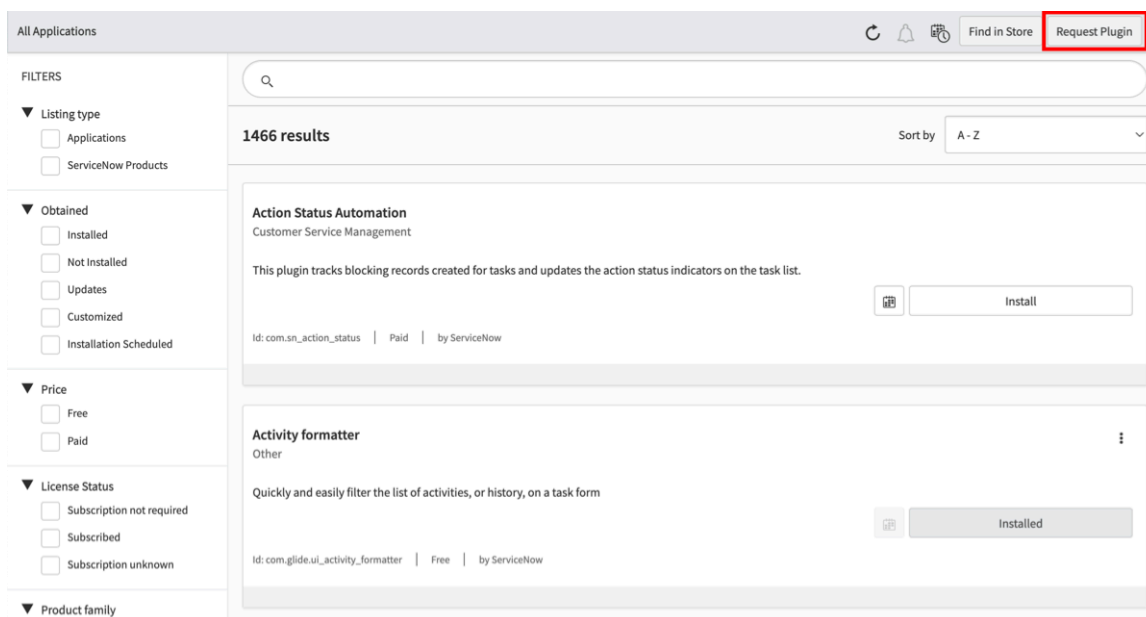 All Applications
Find in Store
Request Plugin
FILTERS
Listing type
Applications
ServiceNow Products
Obtained
Installed
Not Installed
Updates
Customized
Installation Scheduled
Price
Free
Paid
License Status
Subscription not required
Subscribed
Subscription unknown
Product family
1466 results
Sort by
A - Z
Action Status Automation
Customer Service Management
This plugin tracks blocking records created for tasks and updates the action status indicators on the task list.
Install
Id: com.sn_action_status | Paid | by ServiceNow
Activity formatter
Other
Quickly and easily filter the list of activities, or history, on a task form
Installed
Id: com.glide.ui_activity_formatter | Free | by ServiceNow